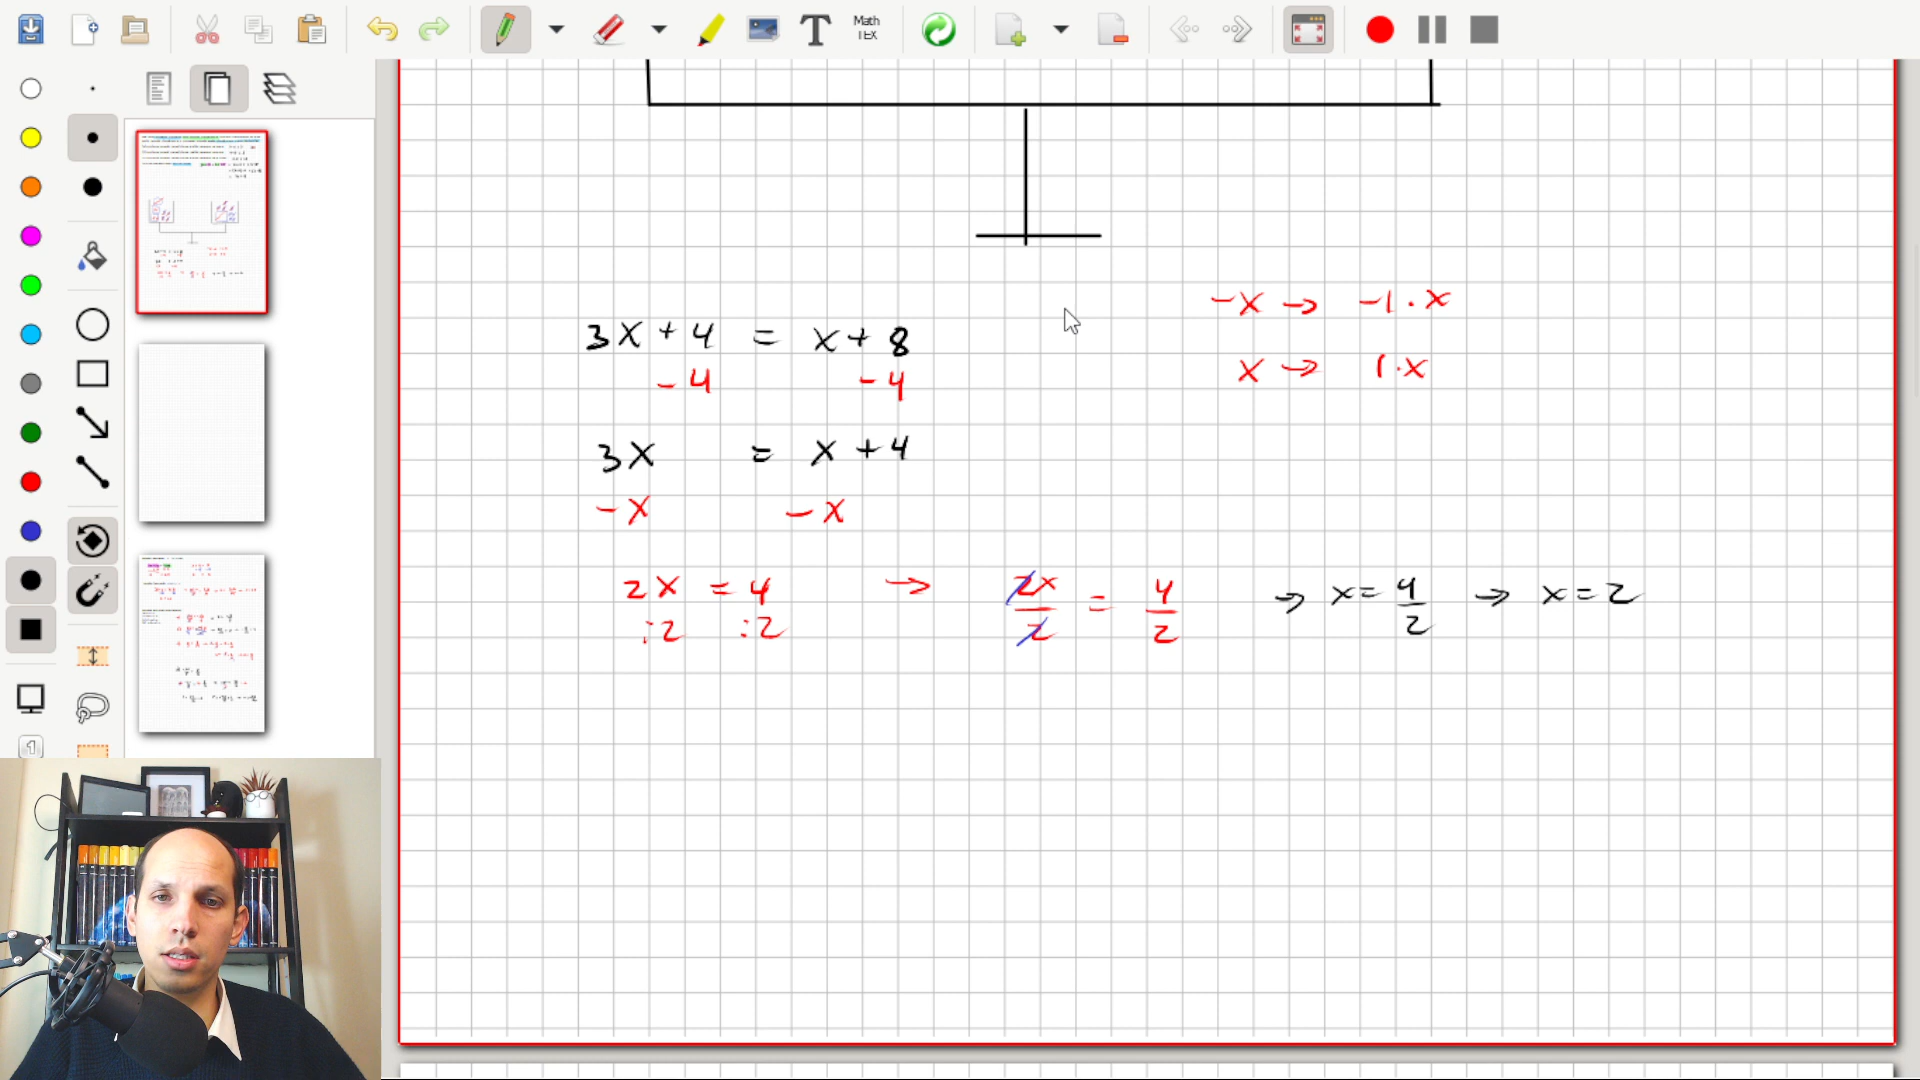 Math
TEX
-x → -1·x
3x + 4 = x + 8
x → 1·x
-4 -4
3x = x + 4
-x -x
2x = 4 → 2x/2 = 4/2 → x = 4/2 → x = 2
:2 :2
1